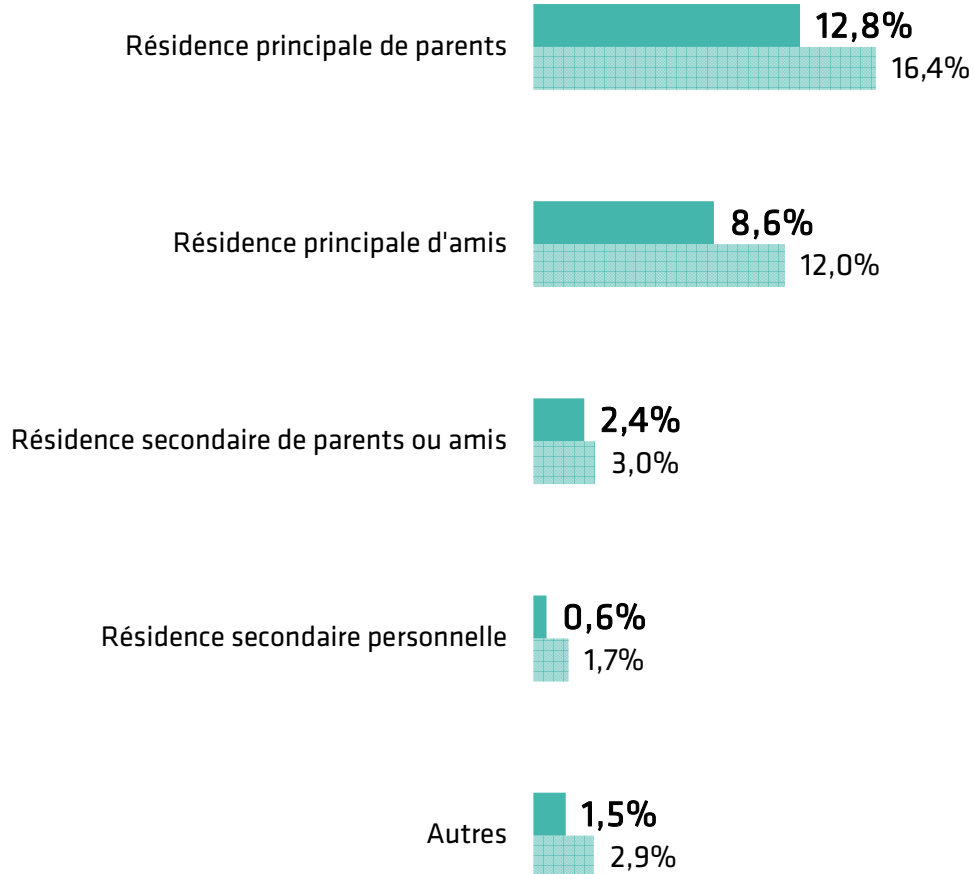 Résidence principale de parents
12,8%
16,4%
Résidence principale d'amis
8,6%
12,0%
Résidence secondaire de parents ou amis
2,4%
3,0%
Résidence secondaire personnelle
0,6%
1,7%
Autres
1,5%
2,9%